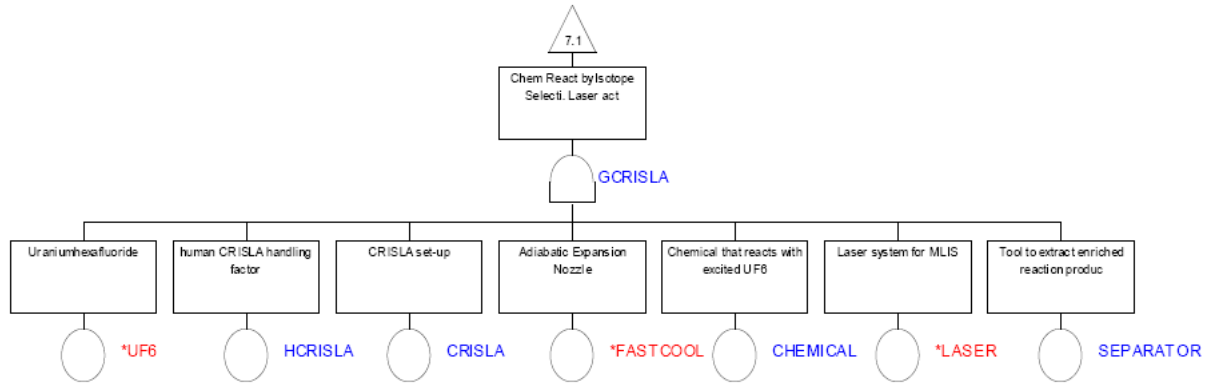 7.1
Chem React byIsotope
Selecti. Laser act
GCRISLA
Uraniumhexafluoride
human CRISLA handling
factor
CRISLA set-up
Adiabatic Expansion
Nozzle
Chemical that reacts with
excited UF6
Laser system for MLIS
Tool to extract enriched
reaction produc
*UF6
HCRISLA
CRISLA
*FASTCOOL
CHEMICAL
*LASER
SEPARATOR